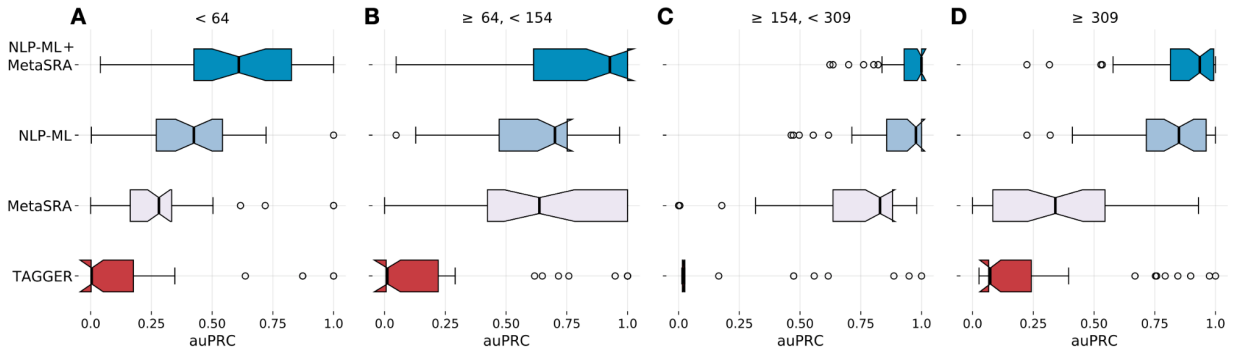 A
< 64
B
≥ 64, < 154
C
≥ 154, < 309
D
≥ 309
NLP-ML+
MetaSRA
NLP-ML
MetaSRA
TAGGER
0.0 0.25 0.50 0.75 1.0
auPRC
0.0 0.25 0.50 0.75 1.0
auPRC
0.0 0.25 0.50 0.75 1.0
auPRC
0.0 0.25 0.50 0.75 1.0
auPRC